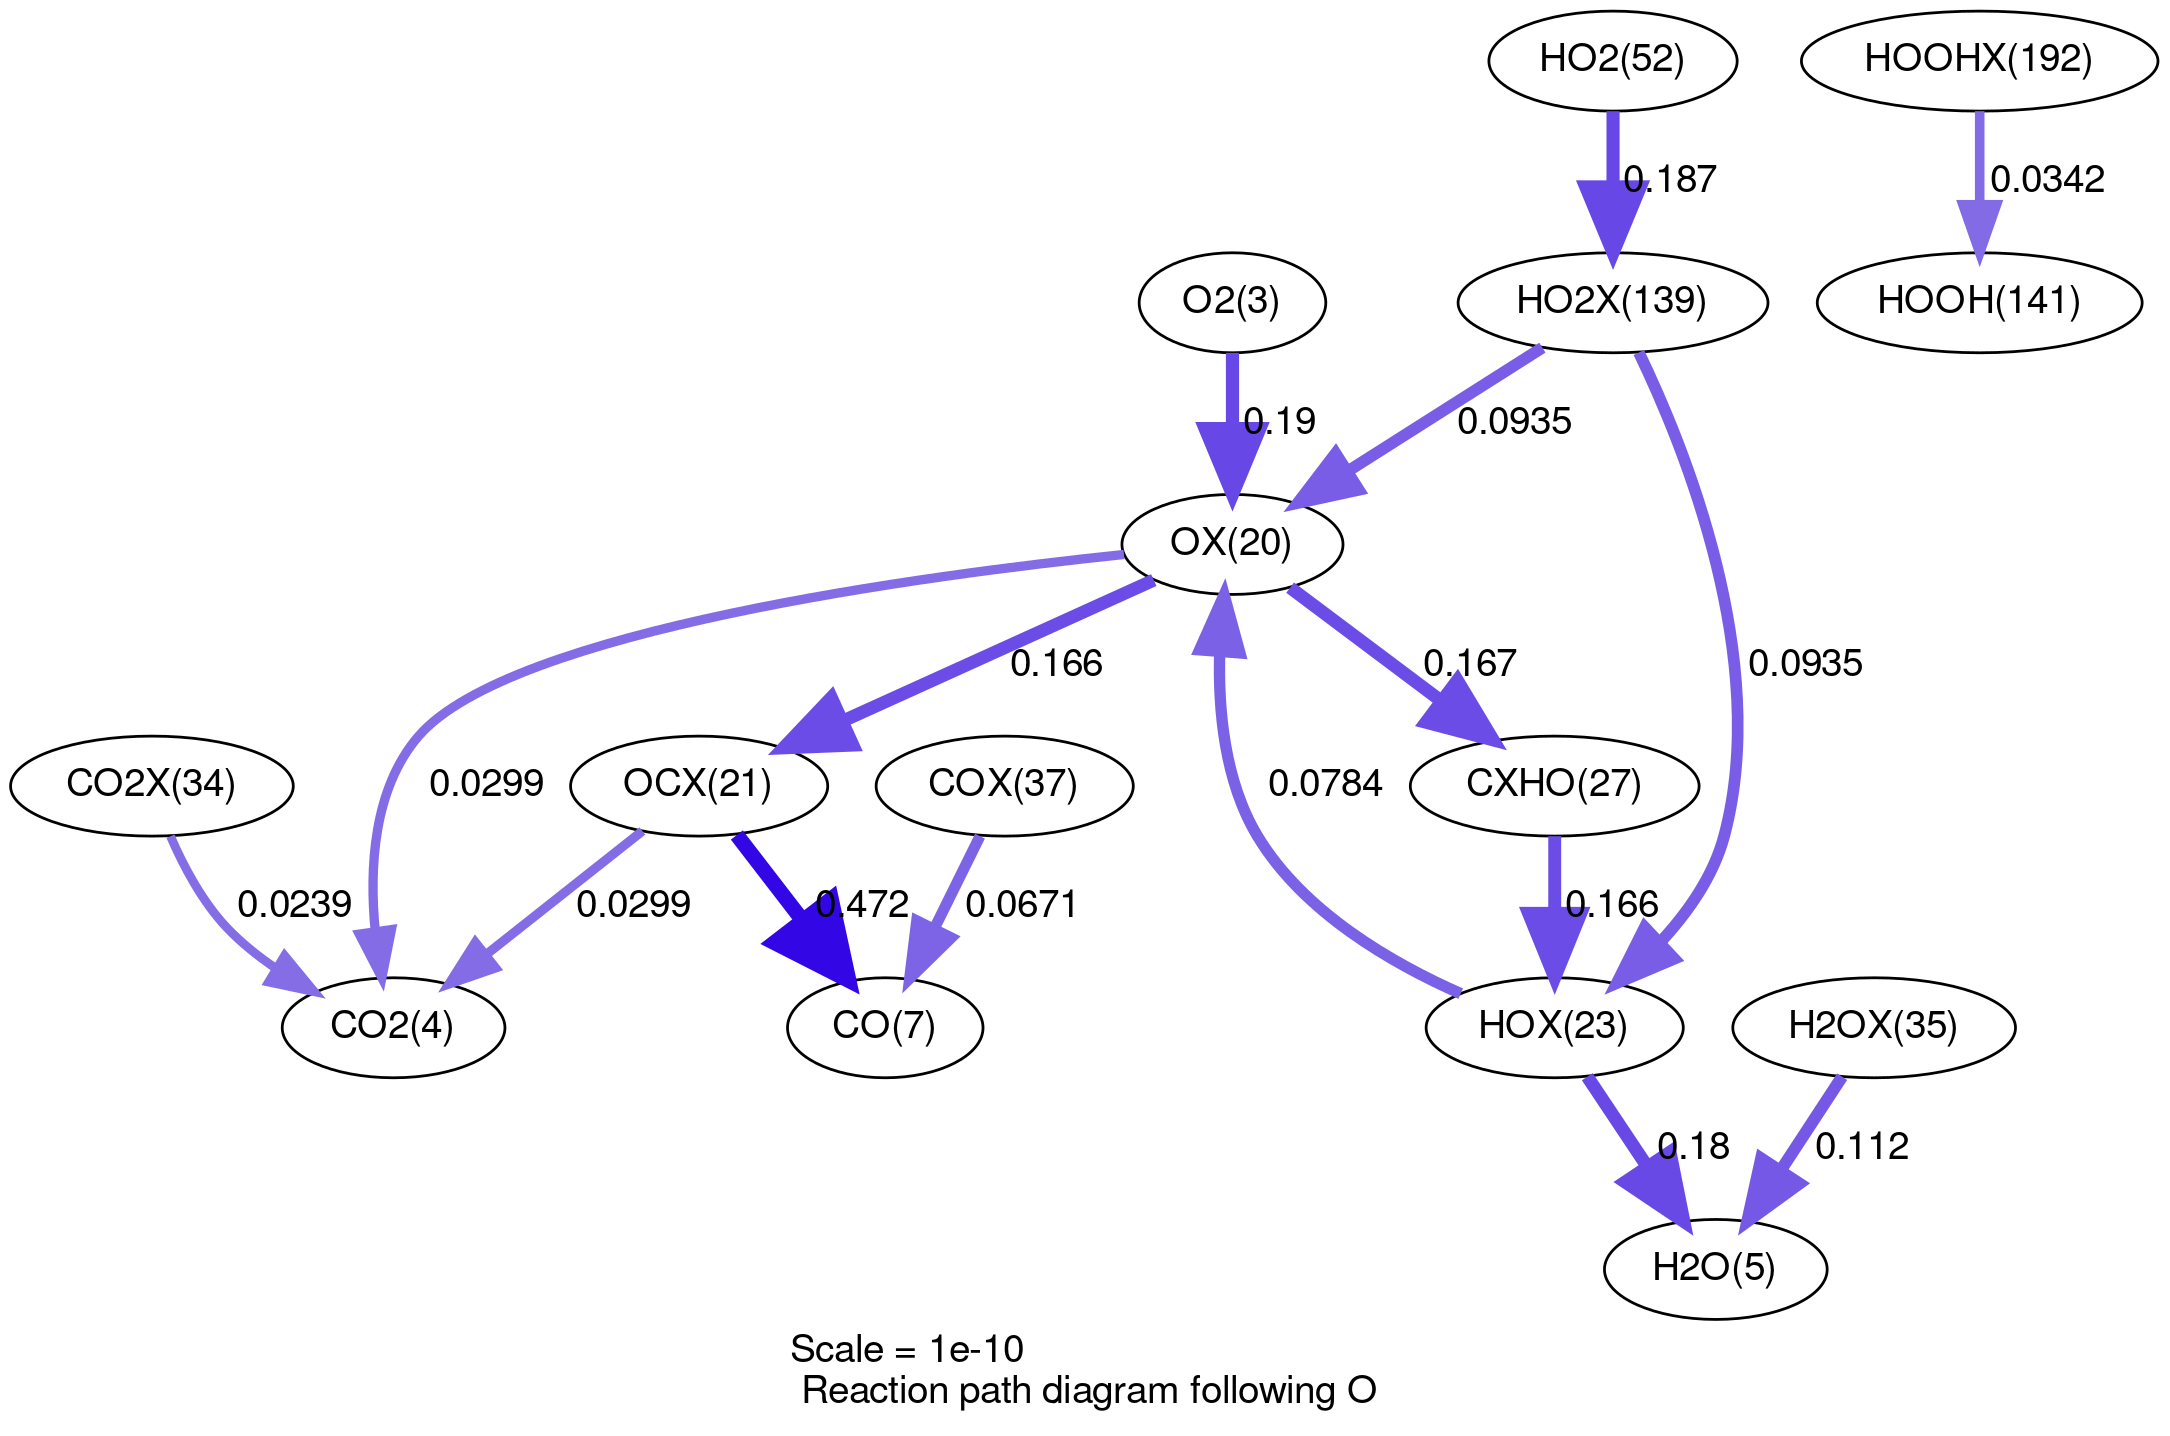 HO2(52)
HOOHX(192)
0.187
0.0342
O2(3)
HO2X(139)
HOOH(141)
0.19
0.0935
OX(20)
0.166
0.167
0.0935
CO2X(34)
0.0299
OCX(21)
COX(37)
0.0784
CXHO(27)
0.0239
0.0299
0.472
0.0671
0.166
CO2(4)
CO(7)
HOX(23)
H2OX(35)
0.18
0.112
H2O(5)
Scale = 1e-10
Reaction path diagram following O